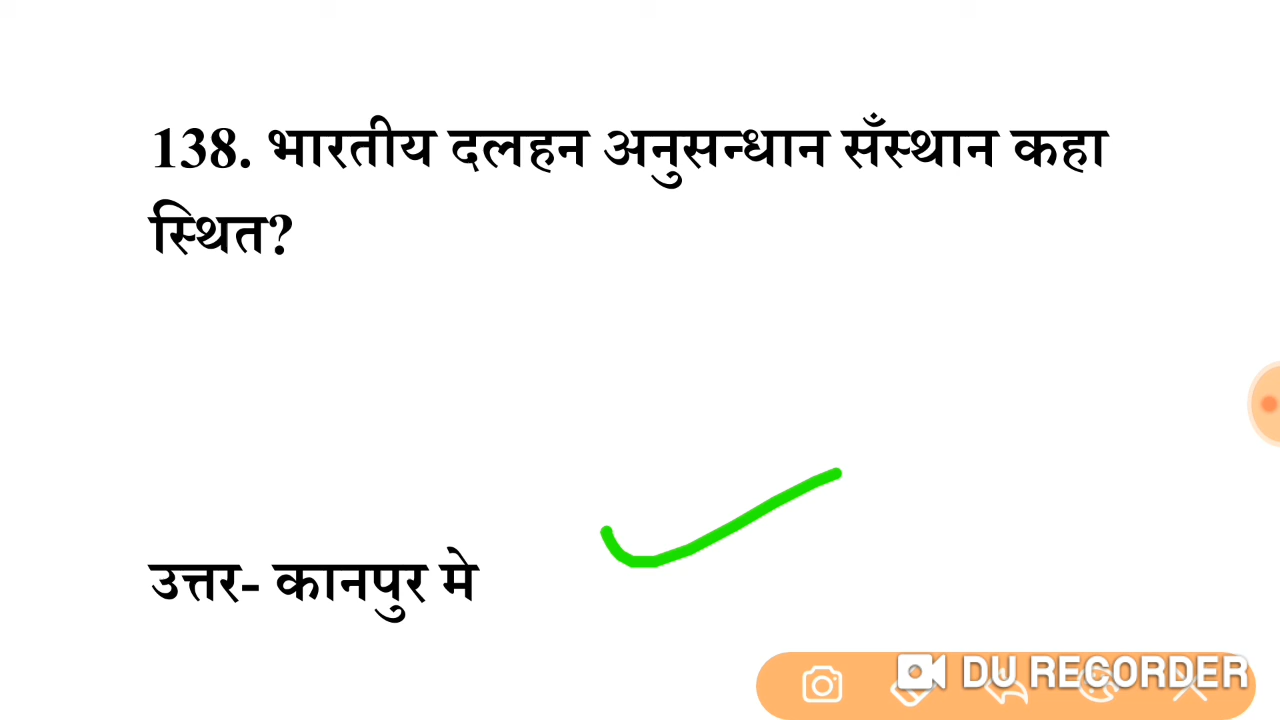 138. भारतीय दलहन अनुसन्धान सँस्थान कहा
स्थित?
उत्तर- कानपुर मे
DU RECORDER